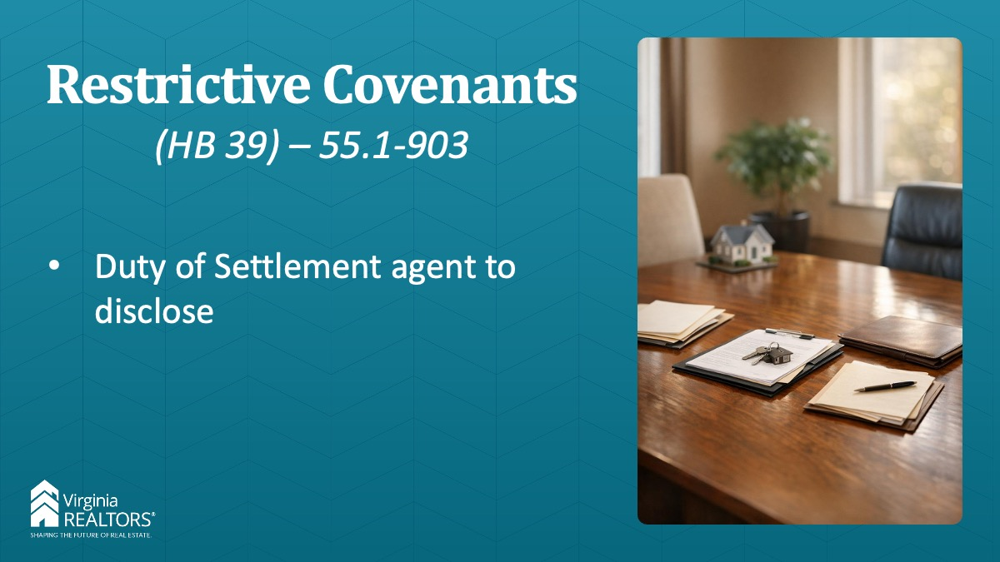 Restrictive Covenants
(HB 39) – 55.1-903
• Duty of Settlement agent to
disclose
Virginia
REALTORS®
SHAPING THE FUTURE OF REAL ESTATE.